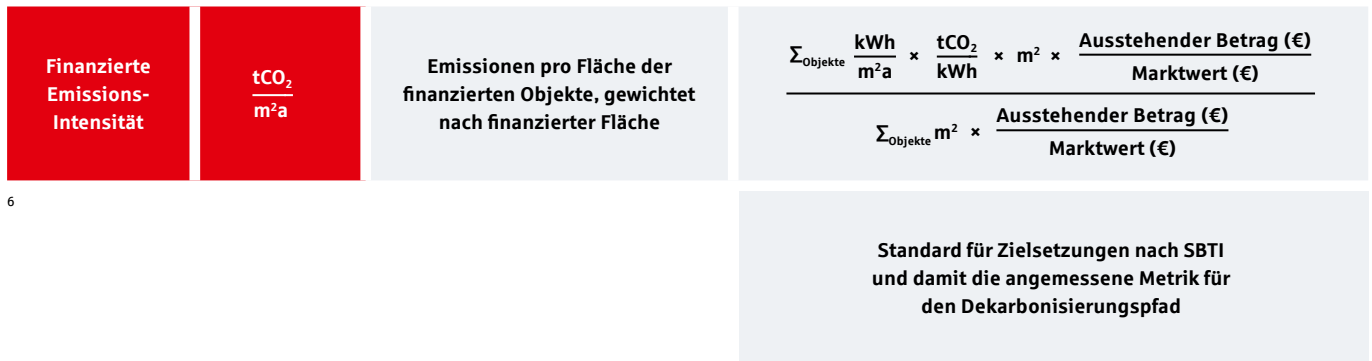 Finanzierte
Emissions-
Intensität
tCO₂
m²a
Emissionen pro Fläche der
finanzierten Objekte, gewichtet
nach finanzierter Fläche
∑Objekte kWh/m²a × tCO₂/kWh × m² × Ausstehender Betrag (€)/Marktwert (€)
∑Objekte m² × Ausstehender Betrag (€)/Marktwert (€)
6
Standard für Zielsetzungen nach SBTI
und damit die angemessene Metrik für
den Dekarbonisierungspfad